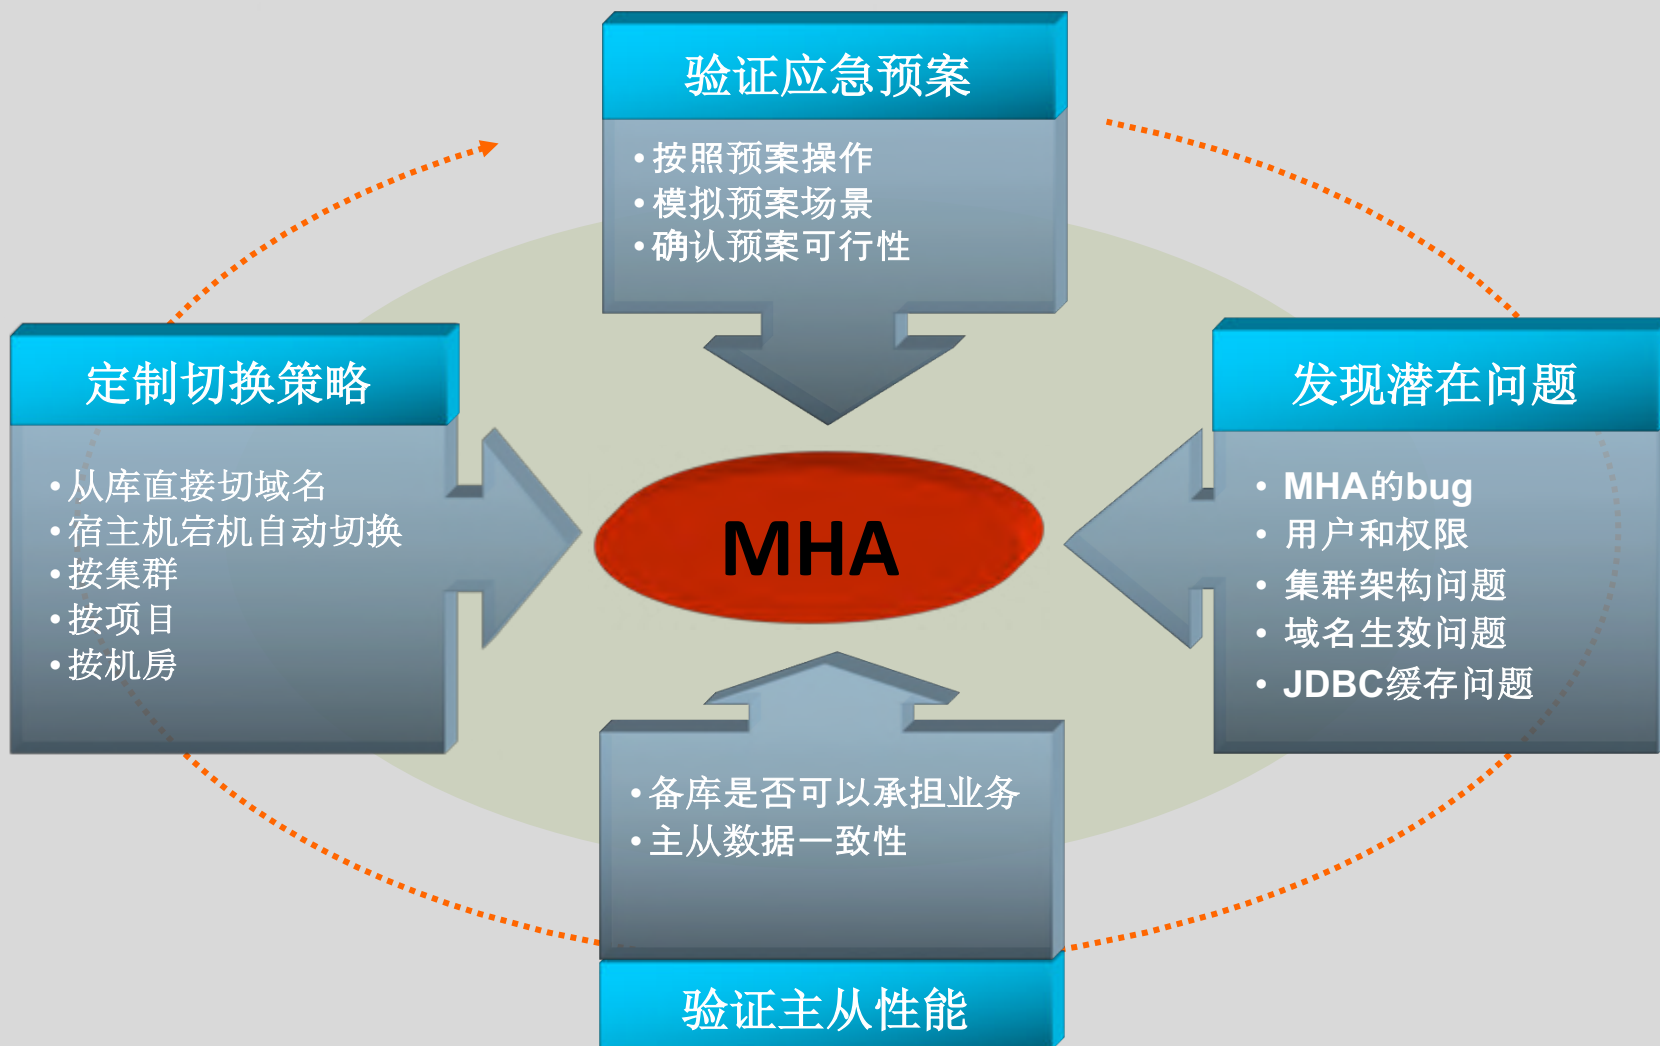 验证应急预案
•按照预案操作
•模拟预案场景
•确认预案可行性
定制切换策略
•从库直接切域名
•宿主机宕机自动切换
•按集群
•按项目
•按机房
MHA
发现潜在问题
• MHA的bug
• 用户和权限
• 集群架构问题
• 域名生效问题
• JDBC缓存问题
•备库是否可以承担业务
•主从数据一致性
验证主从性能